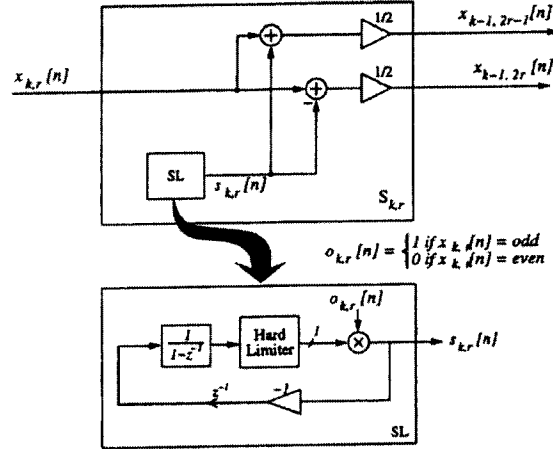 1/2
x_{k-1, 2r-1}[n]
x_{k,r}[n]
+
1/2
x_{k-1, 2r}[n]
+
-
SL
s_{k,r}[n]
S_{k,r}
o_{k,r}[n] = { 1 if x_{k,}[n] = odd
0 if x_{k,}[n] = even
o_{k,r}[n]
1
1-z^{-1}
Hard
Limiter
1
×
s_{k,r}[n]
z^{-1}
-1
SL